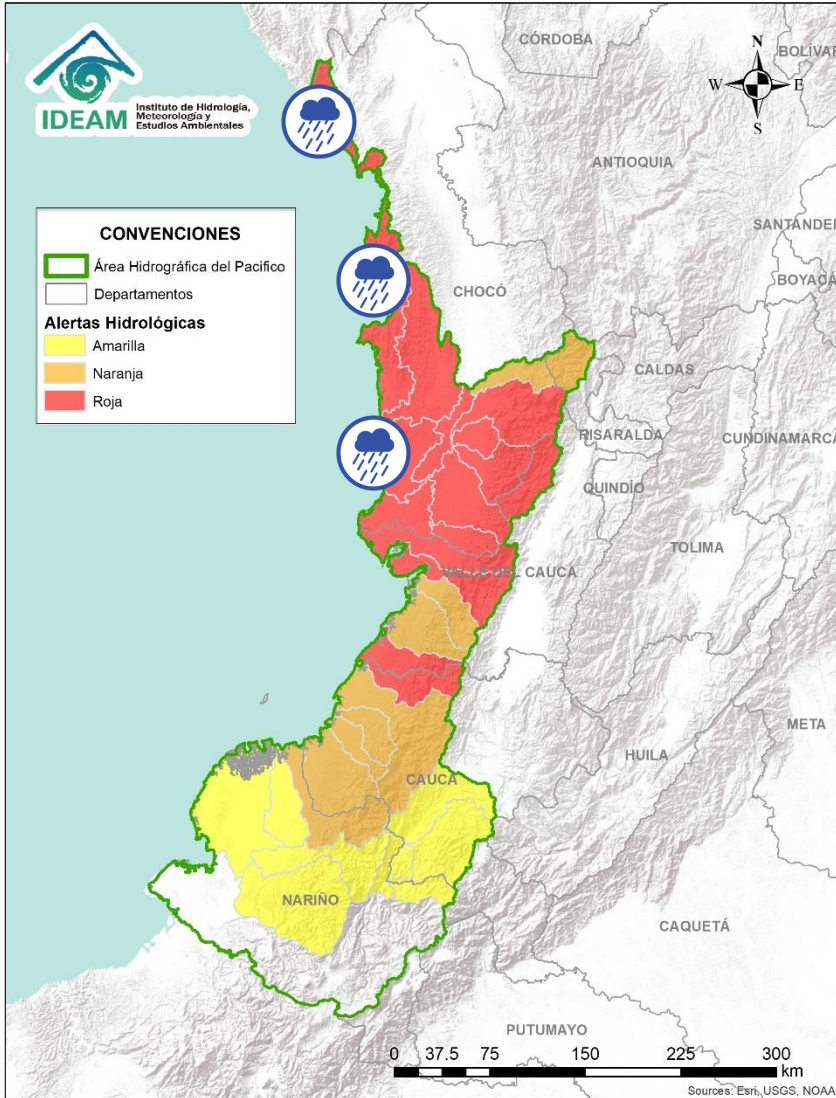 IDEAM
Instituto de Hidrología,
Meteorología y
Estudios Ambientales
CÓRDOBA
BOLÍVAR
N
W
E
S
ANTIOQUIA
SANTANDER
BOYACÁ
CONVENCIONES
Área Hidrográfica del Pacifico
Departamentos
Alertas Hidrológicas
Amarilla
Naranja
Roja
CHOCÓ
CALDAS
RISARALDA
CUNDINAMARCA
QUINDÍO
TOLIMA
VALLE DEL CAUCA
META
HUILA
CAUCA
NARIÑO
CAQUETÁ
PUTUMAYO
0 37.5 75 150 225 300
km
Sources: Esri, USGS, NOAA